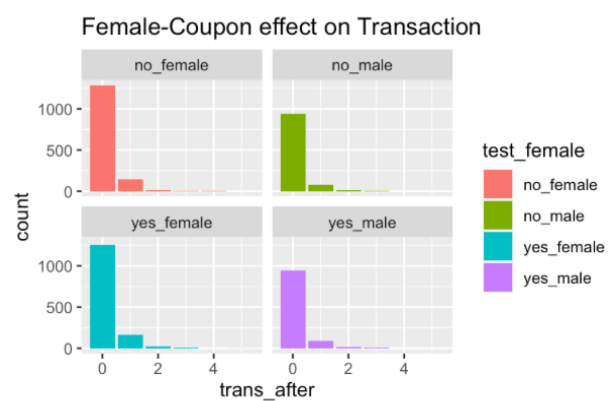 Female-Coupon effect on Transaction
no_female
no_male
1000
500
0
yes_female
yes_male
1000
500
0
0
2
4
0
2
4
count
trans_after
test_female
no_female
no_male
yes_female
yes_male